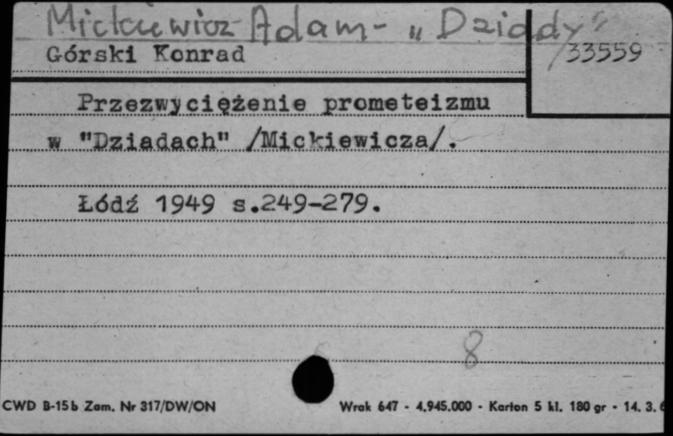 Mickiewicz Adam - „Dziady"
Górski Konrad
/33559
Przezwyciężenie prometeizmu
w "Dziadach" /Mickiewicza/.
Łódź 1949 s.249-279.
8
CWD B-15b Zam. Nr 317/DW/ON
Wrak 647 - 4.945.000 - Karton 5 kl. 180 gr - 14. 3.